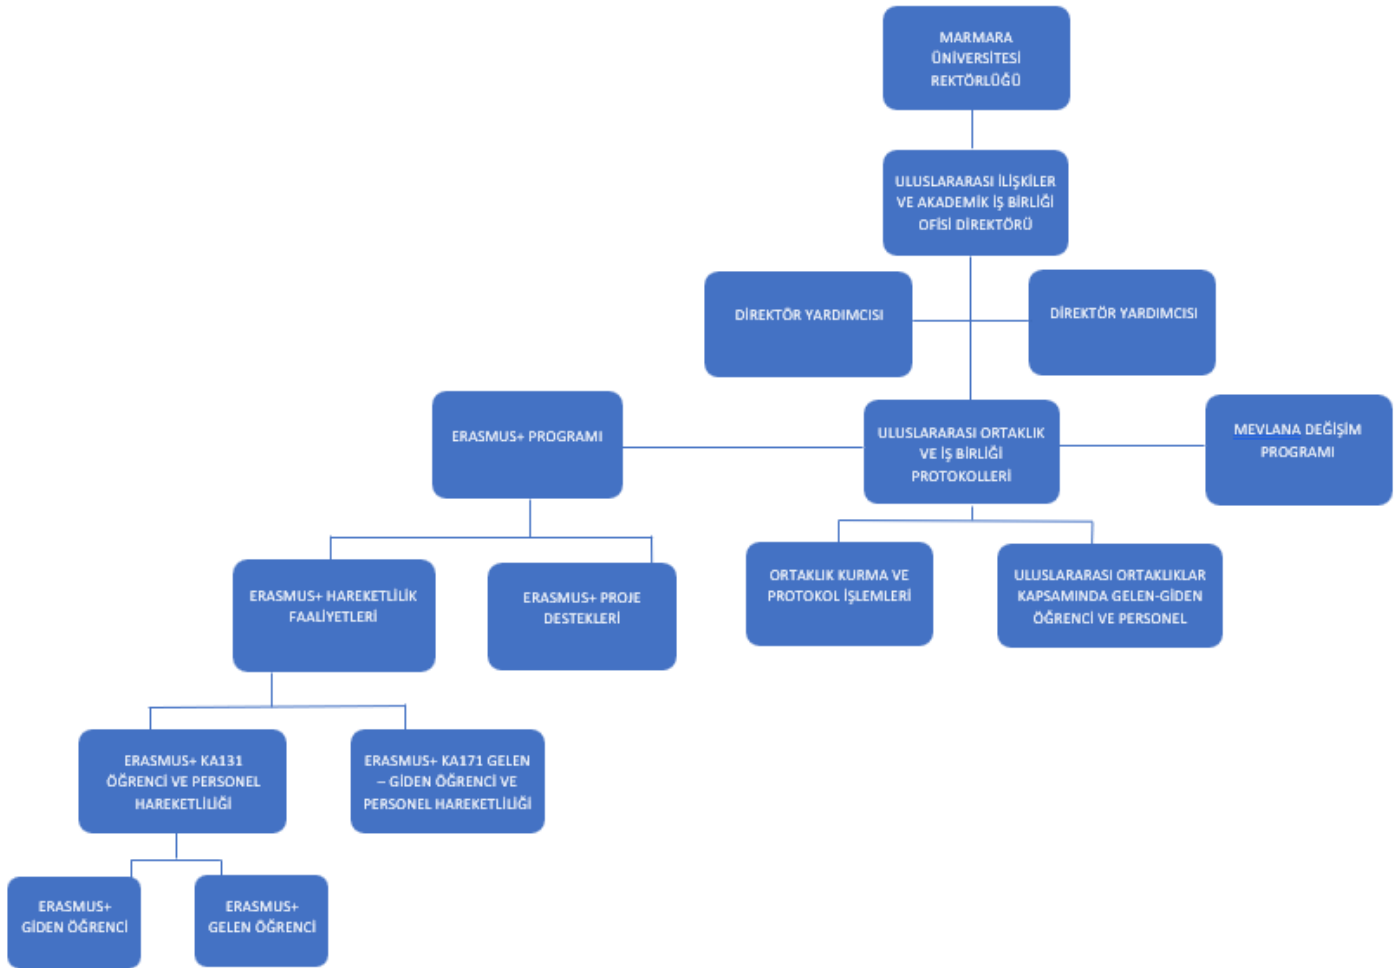 MARMARA
ÜNİVERSİTESİ
REKTÖRLÜĞÜ
ULUSLARARASI İLİŞKİLER
VE AKADEMİK İŞ BİRLİĞİ
OFİSİ DİREKTÖRÜ
DİREKTÖR YARDIMCISI
DİREKTÖR YARDIMCISI
ERASMUS+ PROGRAMI
ULUSLARARASI ORTAKLIK
VE İŞ BİRLİĞİ
PROTOKOLLERİ
MEVLANA DEĞİŞİM
PROGRAMI
ERASMUS+ HAREKETLİLİK
FAALİYETLERİ
ERASMUS+ PROJE
DESTEKLERİ
ORTAKLIK KURMA VE
PROTOKOL İŞLEMLERİ
ULUSLARARASI ORTAKLIKLAR
KAPSAMINDA GELEN-GİDEN
ÖĞRENCİ VE PERSONEL
ERASMUS+ KA131
ÖĞRENCİ VE PERSONEL
HAREKETLİLİĞİ
ERASMUS+ KA171 GELEN
– GİDEN ÖĞRENCİ VE
PERSONEL HAREKETLİLİĞİ
ERASMUS+
GİDEN ÖĞRENCİ
ERASMUS+
GELEN ÖĞRENCİ